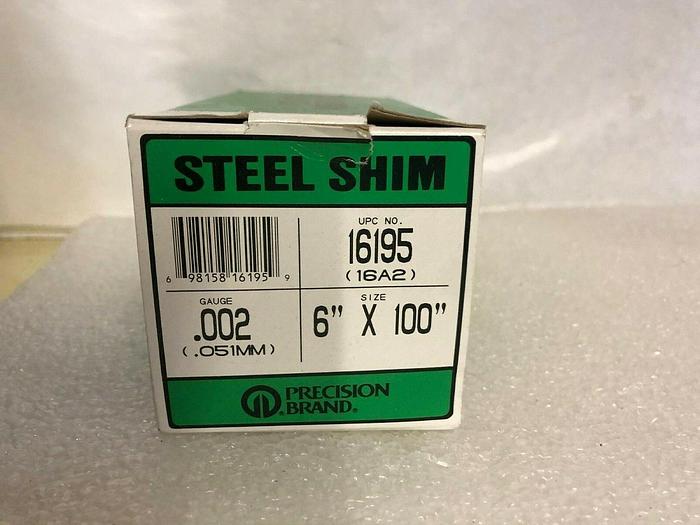 STEEL SHIM
6 98158 16195 9
UPC NO.
16195
(16A2)
GAUGE
.002
(.051MM)
SIZE
6" X 100"
PRECISION
BRAND®